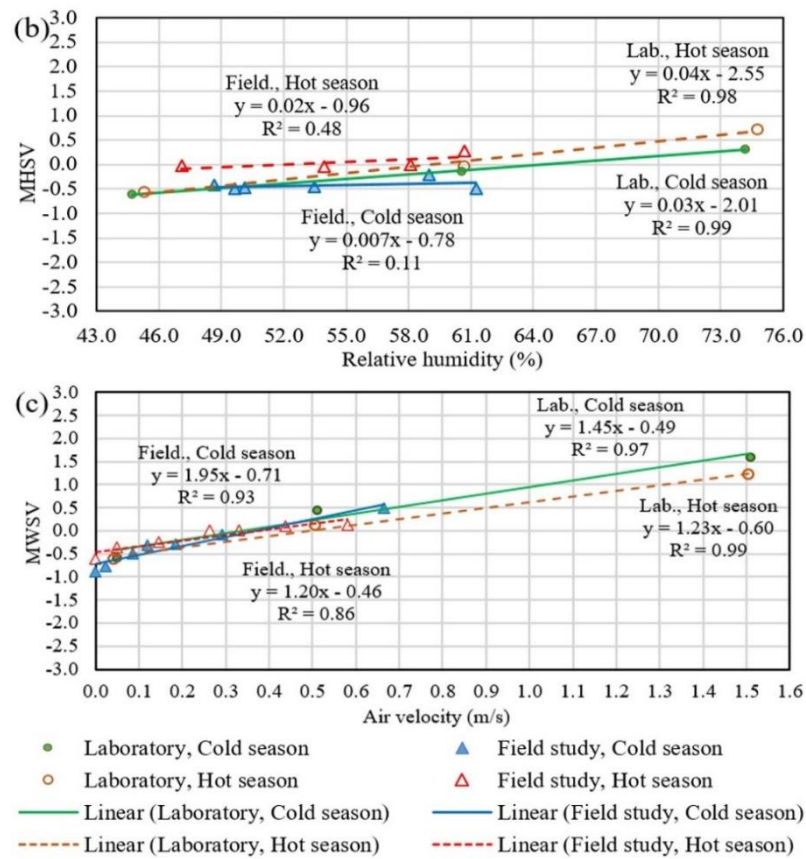 (b)
3.0
2.5
2.0
1.5
1.0
0.5
0.0
-0.5
-1.0
-1.5
-2.0
-2.5
-3.0
MHSV
Field., Hot season
y = 0.02x - 0.96
R² = 0.48
Lab., Hot season
y = 0.04x - 2.55
R² = 0.98
Field., Cold season
y = 0.007x - 0.78
R² = 0.11
Lab., Cold season
y = 0.03x - 2.01
R² = 0.99
43.0 46.0 49.0 52.0 55.0 58.0 61.0 64.0 67.0 70.0 73.0 76.0
Relative humidity (%)
(c)
3.0
2.5
2.0
1.5
1.0
0.5
0.0
-0.5
-1.0
-1.5
-2.0
-2.5
-3.0
MWSV
Field., Cold season
y = 1.95x - 0.71
R² = 0.93
Lab., Cold season
y = 1.45x - 0.49
R² = 0.97
Field., Hot season
y = 1.20x - 0.46
R² = 0.86
Lab., Hot season
y = 1.23x - 0.60
R² = 0.99
0.0 0.1 0.2 0.3 0.4 0.5 0.6 0.7 0.8 0.9 1.0 1.1 1.2 1.3 1.4 1.5 1.6
Air velocity (m/s)
Laboratory, Cold season
Field study, Cold season
Laboratory, Hot season
Field study, Hot season
Linear (Laboratory, Cold season)
Linear (Field study, Cold season)
Linear (Laboratory, Hot season)
Linear (Field study, Hot season)